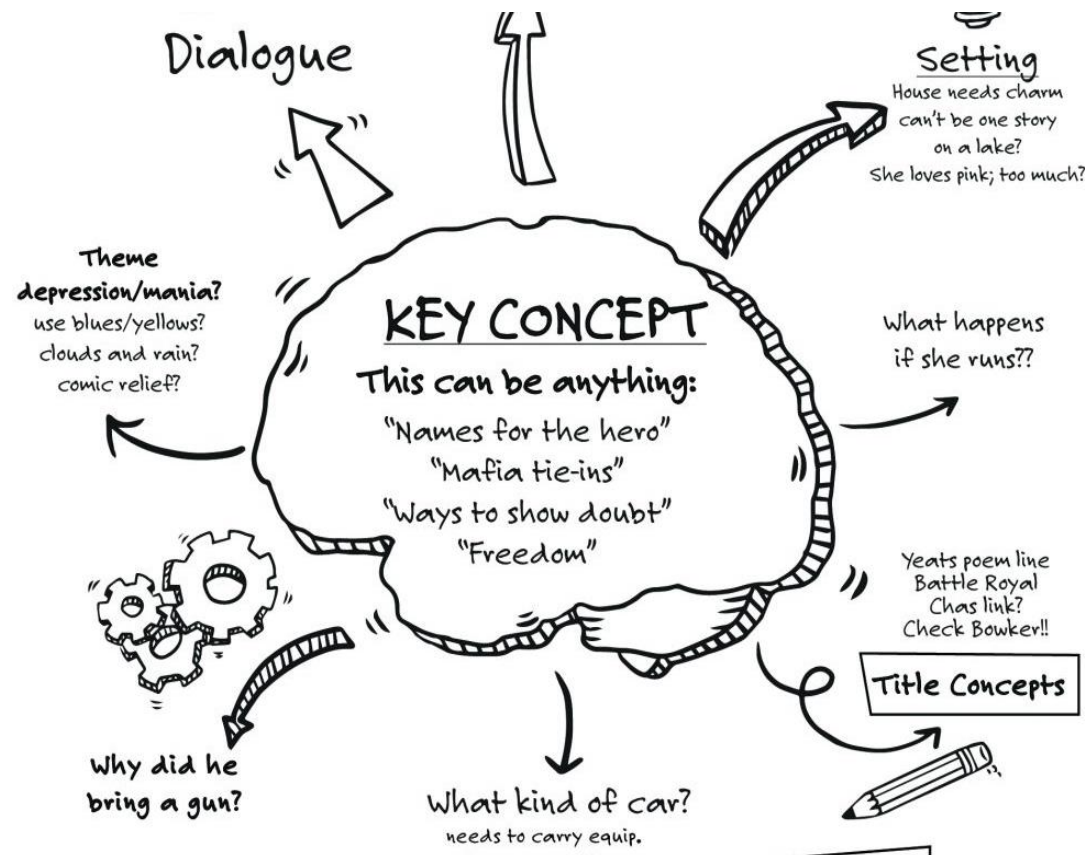 Dialogue
Setting
House needs charm
can't be one story
on a lake?
She loves pink; too much?
Theme
depression/mania?
use blues/yellows?
clouds and rain?
comic relief?
KEY CONCEPT
This can be anything:
"Names for the hero"
"Mafia tie-ins"
"Ways to show doubt"
"Freedom"
What happens
if she runs??
Yeats poem line
Battle Royal
Chas link?
Check Bowker!!
Title Concepts
Why did he
bring a gun?
What kind of car?
needs to carry equip.